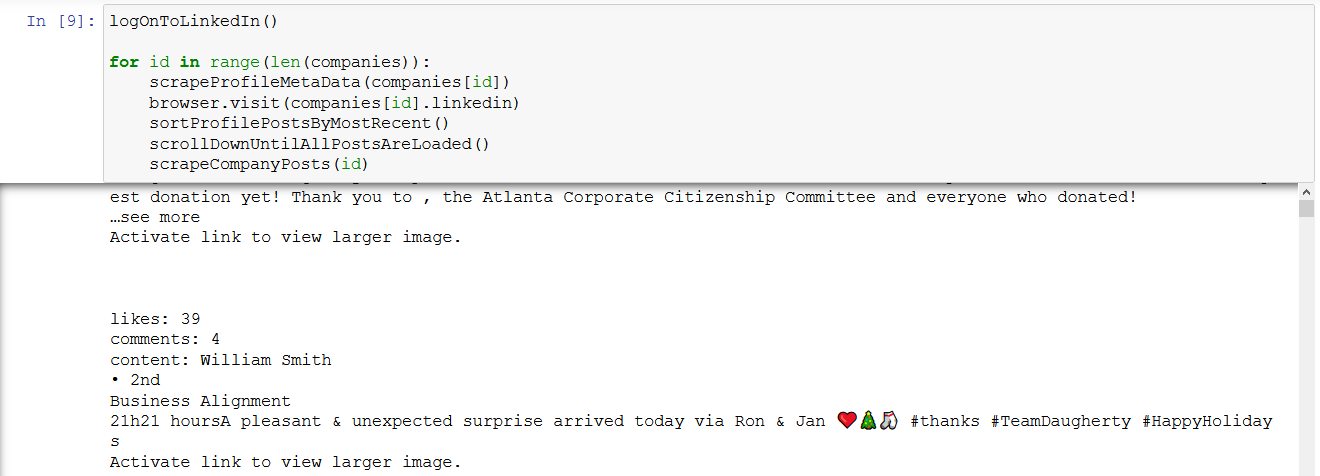 In [9]: logOnToLinkedIn()
for id in range(len(companies)):
scrapeProfileMetaData(companies[id])
browser.visit(companies[id].linkedin)
sortProfilePostsByMostRecent()
scrollDownUntilAllPostsAreLoaded()
scrapeCompanyPosts(id)
est donation yet! Thank you to , the Atlanta Corporate Citizenship Committee and everyone who donated!
…see more
Activate link to view larger image.
likes: 39
comments: 4
content: William Smith
• 2nd
Business Alignment
21h21 hoursA pleasant & unexpected surprise arrived today via Ron & Jan ❤️🎄🧦 #thanks #TeamDaugherty #HappyHoliday
s
Activate link to view larger image.